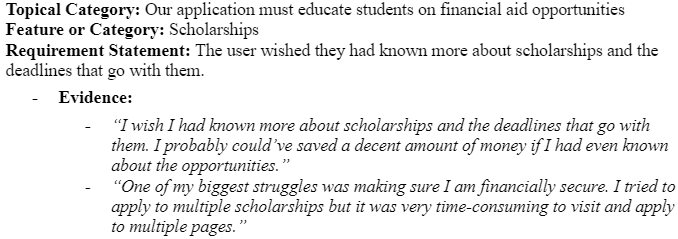 Topical Category: Our application must educate students on financial aid opportunities
Feature or Category: Scholarships
Requirement Statement: The user wished they had known more about scholarships and the
deadlines that go with them.
- Evidence:
- “I wish I had known more about scholarships and the deadlines that go with
them. I probably could’ve saved a decent amount of money if I had even known
about the opportunities.”
- “One of my biggest struggles was making sure I am financially secure. I tried to
apply to multiple scholarships but it was very time-consuming to visit and apply
to multiple pages.”